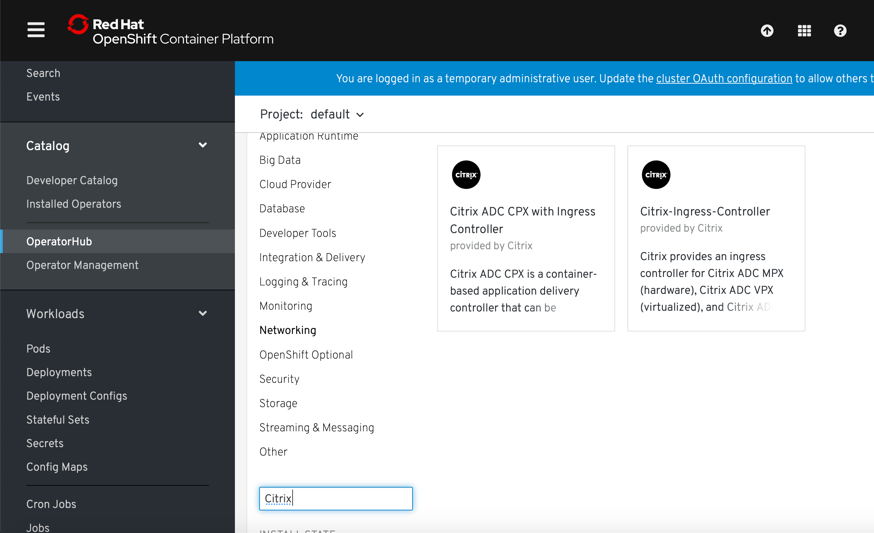 Red Hat
OpenShift Container Platform
Search
Events
Catalog
Developer Catalog
Installed Operators
OperatorHub
Operator Management
Workloads
Pods
Deployments
Deployment Configs
Stateful Sets
Secrets
Config Maps
Cron Jobs
Jobs
You are logged in as a temporary administrative user. Update the cluster OAuth configuration to allow others t
Project: default
Application Runtime
Big Data
Cloud Provider
Database
Developer Tools
Integration & Delivery
Logging & Tracing
Monitoring
Networking
OpenShift Optional
Security
Storage
Streaming & Messaging
Other
Citrix
INSTALL STATE
CITRIX
Citrix ADC CPX with Ingress
Controller
provided by Citrix
Citrix ADC CPX is a container-
based application delivery
controller that can be
CITRIX
Citrix-Ingress-Controller
provided by Citrix
Citrix provides an ingress
controller for Citrix ADC MPX
(hardware), Citrix ADC VPX
(virtualized), and Citrix AD